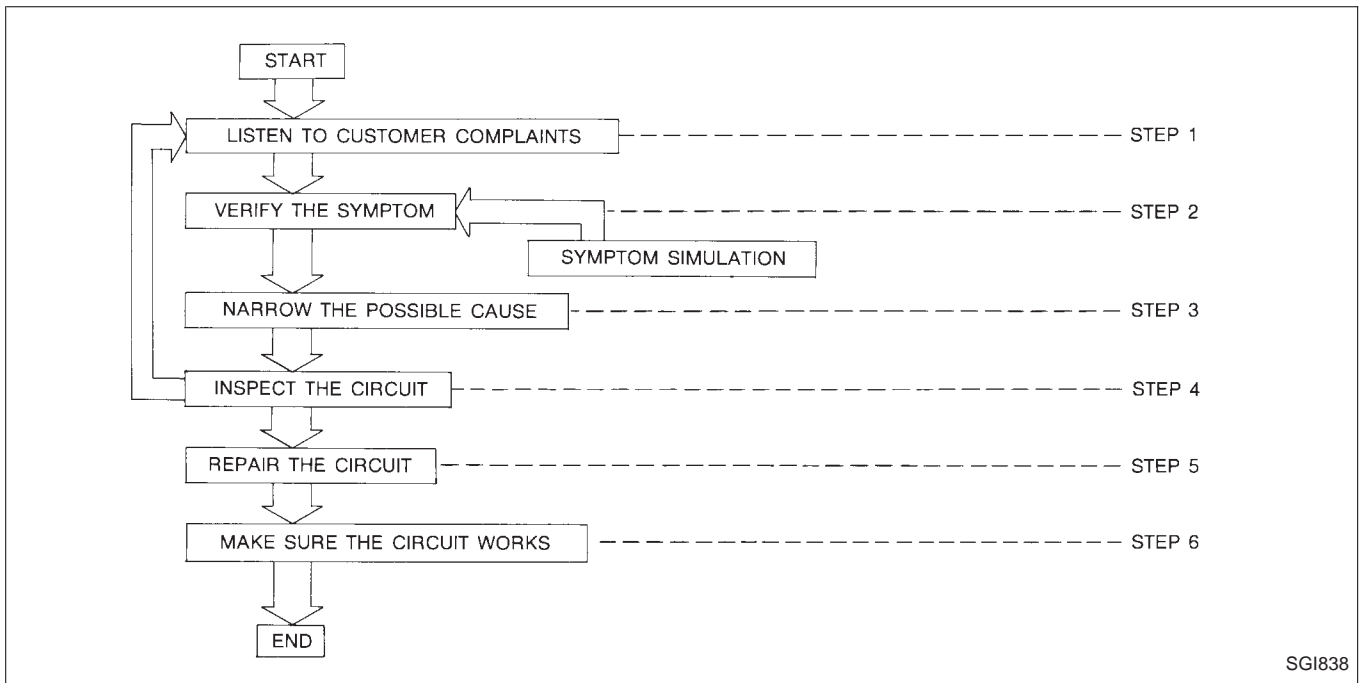 START
LISTEN TO CUSTOMER COMPLAINTS STEP 1
VERIFY THE SYMPTOM STEP 2
SYMPTOM SIMULATION
NARROW THE POSSIBLE CAUSE STEP 3
INSPECT THE CIRCUIT STEP 4
REPAIR THE CIRCUIT STEP 5
MAKE SURE THE CIRCUIT WORKS STEP 6
END
SGI838